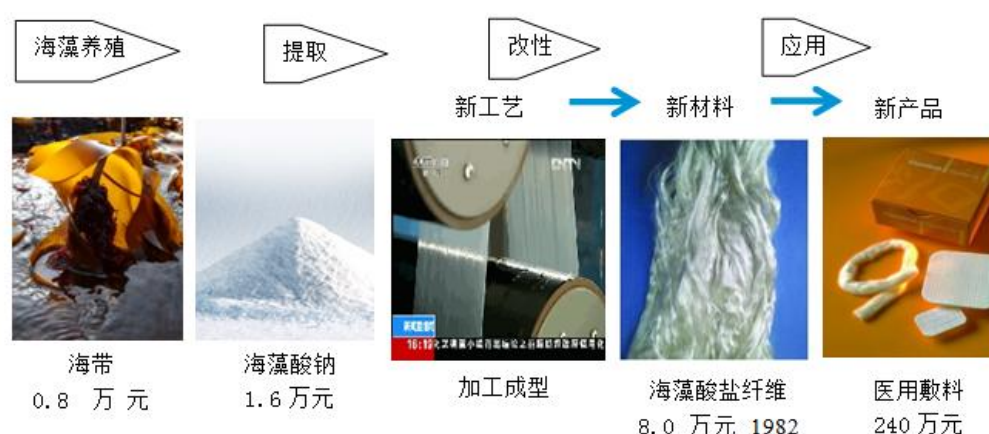 海藻养殖
提取
改性
应用
新工艺
新材料
新产品
16:19
海带
0.8 万 元
海藻酸钠
1.6万元
加工成型
海藻酸盐纤维
8.0 万元 1982
医用敷料
240万元